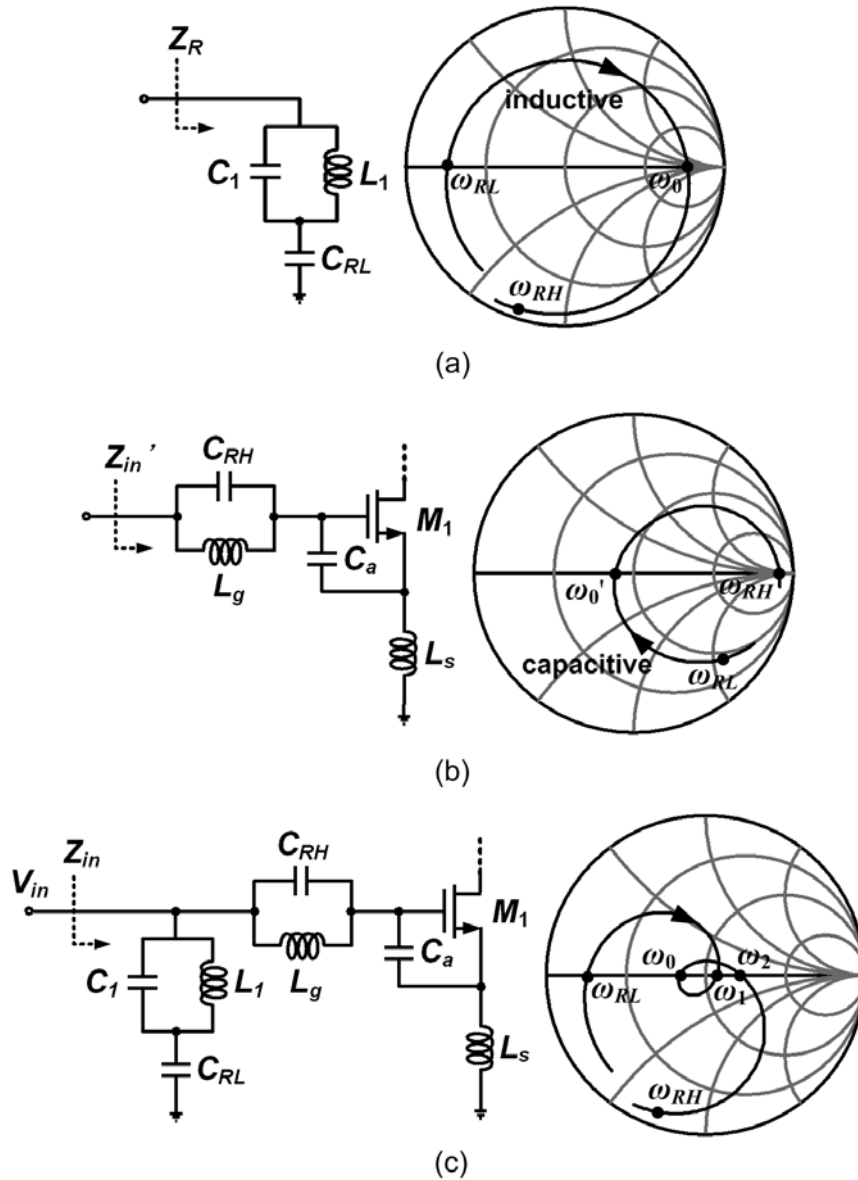 Z_R
C_1
L_1
C_RL
inductive
ω_RL
ω_0
ω_RH
(a)
Z_in'
C_RH
L_g
C_a
M_1
L_s
ω_0'
ω_RH
capacitive
ω_RL
(b)
V_in
Z_in
C_RH
L_g
C_a
M_1
C_1
L_1
L_s
C_RL
ω_0
ω_2
ω_RL
ω_1
ω_RH
(c)